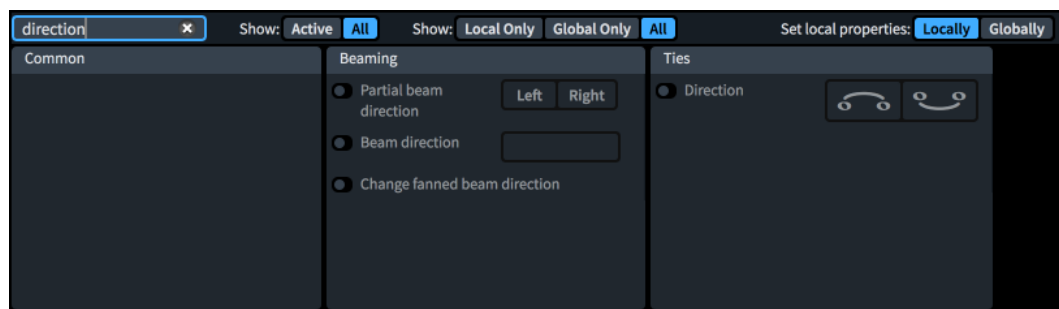 direction Show: Active All Show: Local Only Global Only All Set local properties: Locally Globally
Common Beaming Ties
Partial beam direction Left Right
Direction
Beam direction
Change fanned beam direction